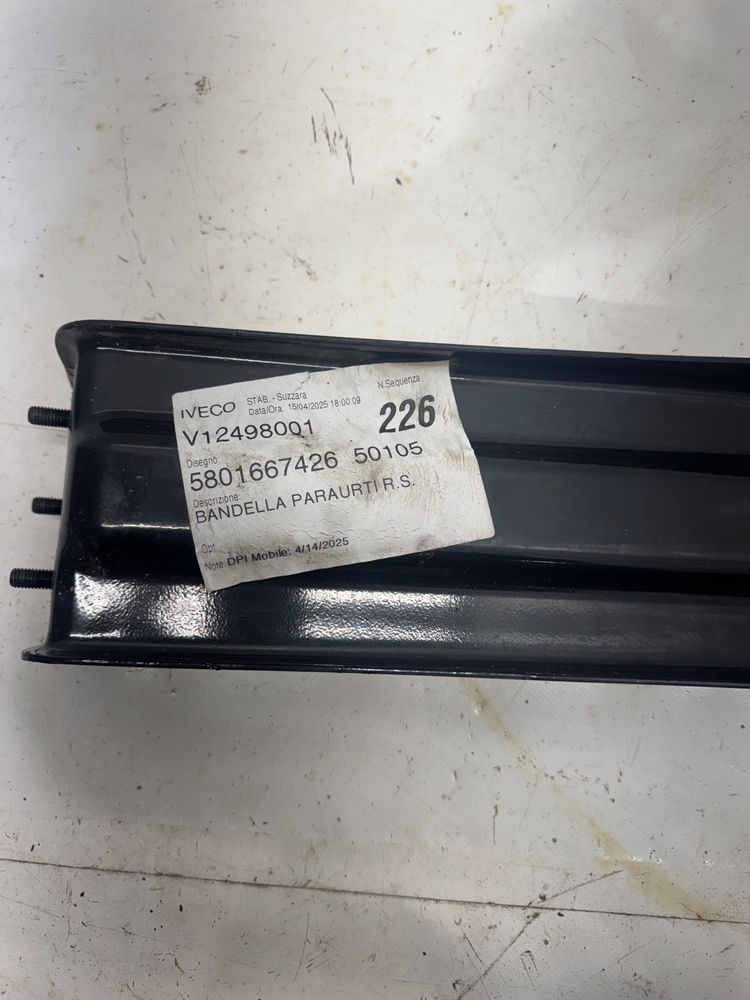 IVECO STAB. - Suzzara N.Sequenza
Data/Ora: 15/04/2025 18:00:09
V12498001 226
Disegno
5801667426 50105
Descrizione:
BANDELLA PARAURTI R.S.
Opt
Note: DPI Mobile: 4/14/2025